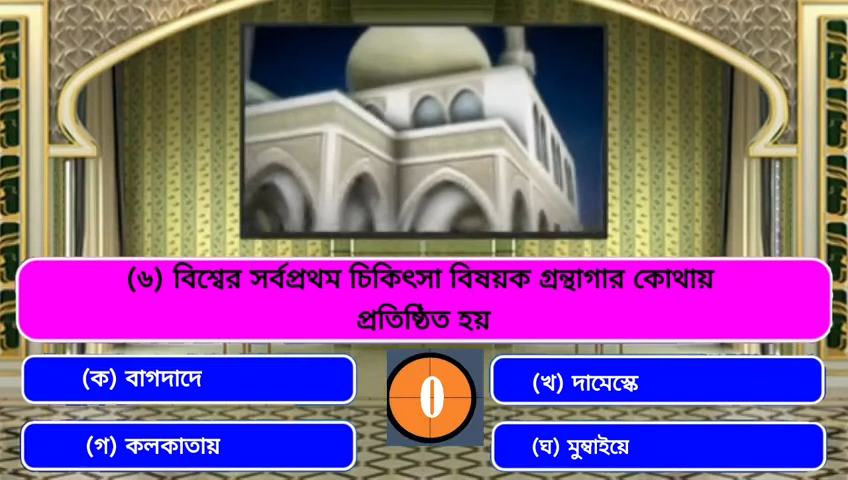 (৬) বিশ্বের সর্বপ্রথম চিকিৎসা বিষয়ক গ্রন্থাগার কোথায়
প্রতিষ্ঠিত হয়
(ক) বাগদাদে
(খ) দামেস্কে
0
(গ) কলকাতায়
(ঘ) মুম্বাইয়ে